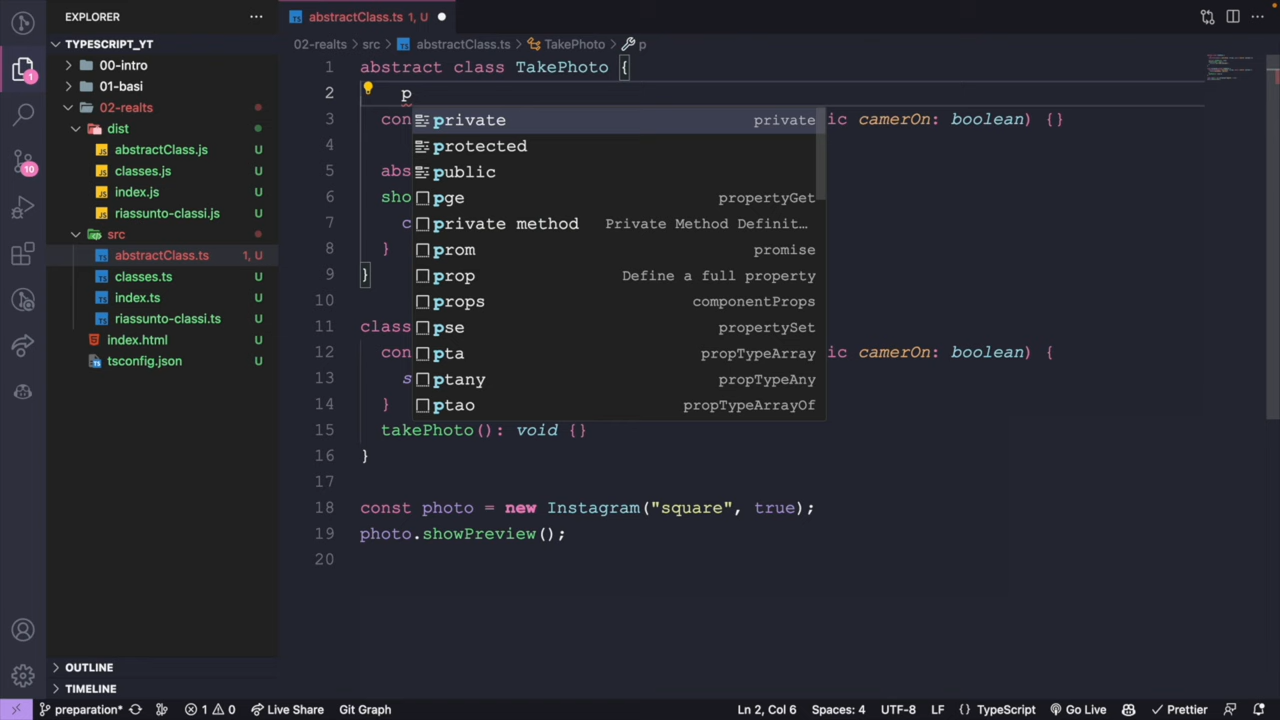 EXPLORER
···
abstractClass.ts 1, U
TYPESCRIPT_YT
02-realts > src > abstractClass.ts > TakePhoto > p
00-intro
01-basi
02-realts
dist
abstractClass.js U
classes.js U
index.js U
riassunto-classi.js U
src
abstractClass.ts 1, U
classes.ts U
index.ts U
riassunto-classi.ts U
index.html U
tsconfig.json U
OUTLINE
TIMELINE
1 abstract class TakePhoto {
2 p
3 con ic camerOn: boolean) {}
4
5 abs
6 sho
7 c
8 }
9 }
10
11 class
12 con ic camerOn: boolean) {
13 s
14 }
15 takePhoto(): void {}
16 }
17
18 const photo = new Instagram("square", true);
19 photo.showPreview();
20
private private
protected
public
pge propertyGet
private method Private Method Definit...
prom promise
prop Define a full property
props componentProps
pse propertySet
pta propTypeArray
ptany propTypeAny
ptao propTypeArrayOf
1
10
preparation* 1 0 Live Share Git Graph Ln 2, Col 6 Spaces: 4 UTF-8 LF {} TypeScript Go Live Prettier